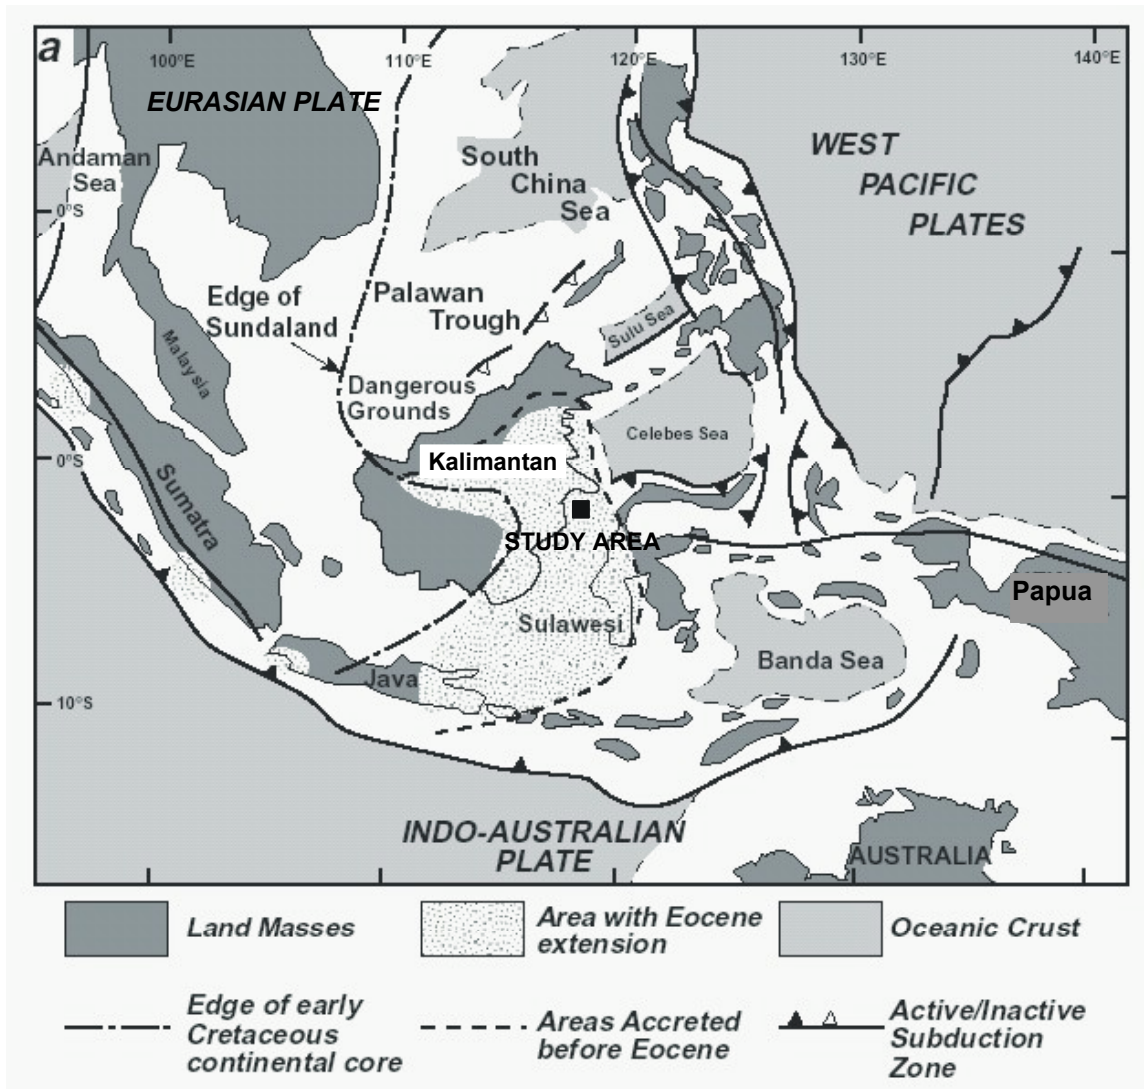 a
100°E
110°E
120°E
130°E
140°E
EURASIAN PLATE
Andaman
Sea
South
China
Sea
WEST
PACIFIC
PLATES
0°S
Edge of
Sundaland
Palawan
Trough
Sulu Sea
Malaysia
Dangerous
Grounds
Celebes Sea
0°S
Kalimantan
Sumatra
STUDY AREA
Papua
Sulawesi
Banda Sea
Java
10°S
INDO-AUSTRALIAN
PLATE
AUSTRALIA
Land Masses
Area with Eocene
extension
Oceanic Crust
Edge of early
Cretaceous
continental core
Areas Accreted
before Eocene
Active/Inactive
Subduction
Zone